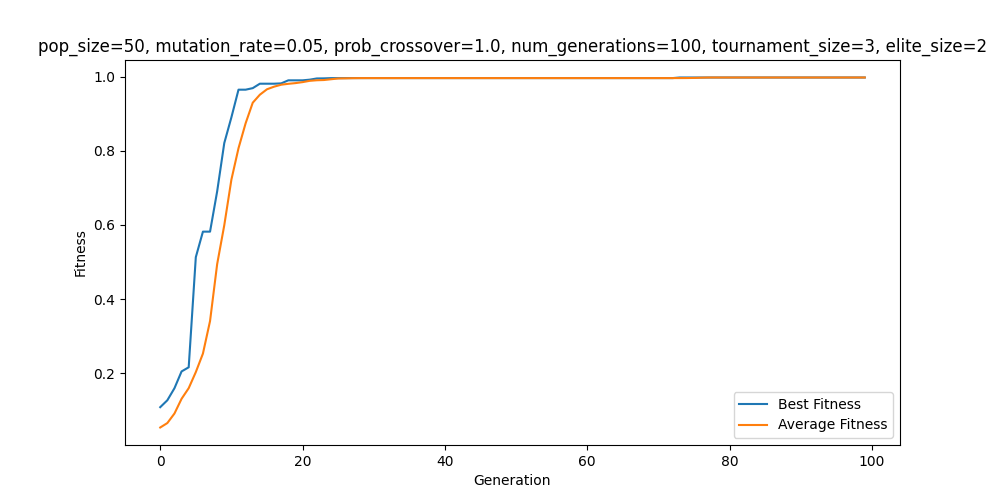 pop_size=50, mutation_rate=0.05, prob_crossover=1.0, num_generations=100, tournament_size=3, elite_size=2
1.0
0.8
0.6
0.4
0.2
Fitness
Best Fitness
Average Fitness
0 20 40 60 80 100
Generation